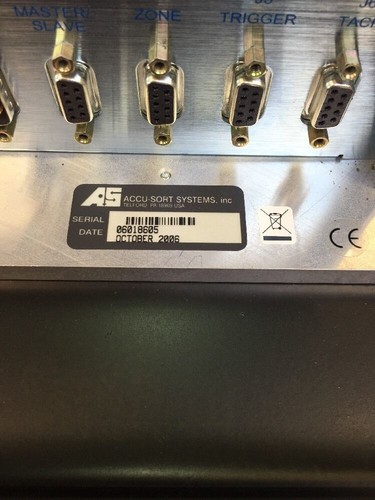 MASTER/
SLAVE
ZONE
TRIGGER
TACH
AS
ACCU-SORT SYSTEMS, inc
TELFORD, PA 18969 USA
SERIAL
06018605
DATE
OCTOBER 2006
CE